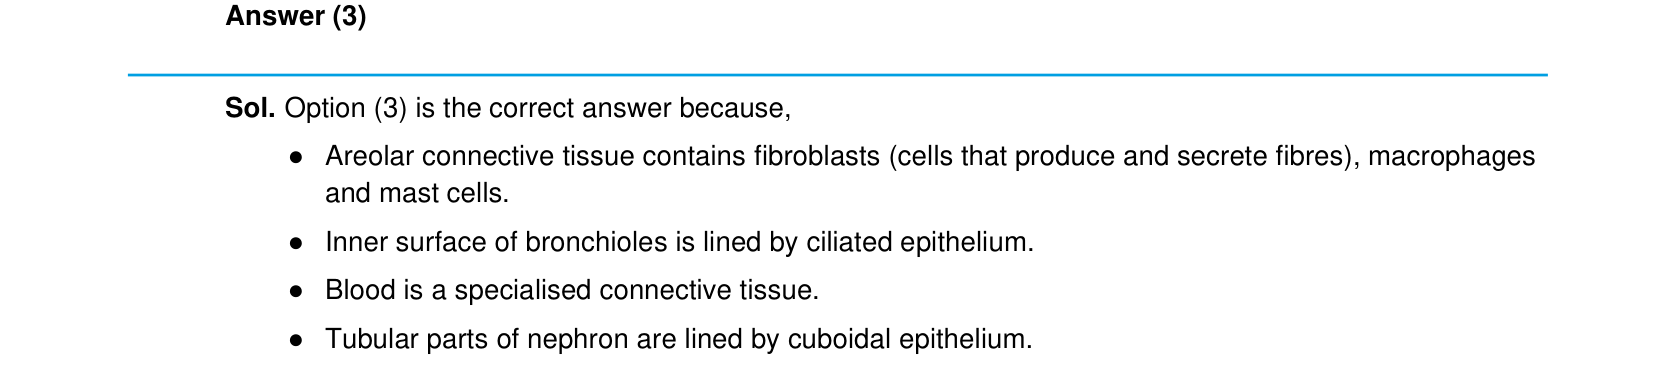 Answer (3)
Sol. Option (3) is the correct answer because,
● Areolar connective tissue contains fibroblasts (cells that produce and secrete fibres), macrophages
and mast cells.
● Inner surface of bronchioles is lined by ciliated epithelium.
● Blood is a specialised connective tissue.
● Tubular parts of nephron are lined by cuboidal epithelium.